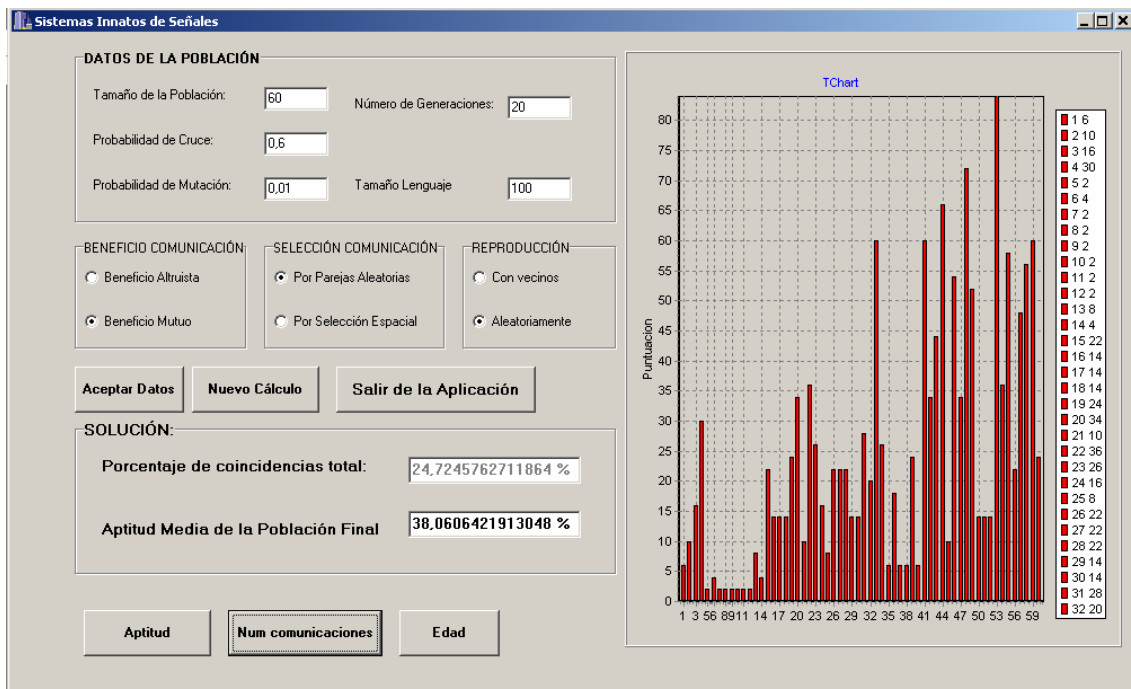 Sistemas Innatos de Señales
DATOS DE LA POBLACIÓN
Tamaño de la Población: 60
Número de Generaciones: 20
Probabilidad de Cruce: 0,6
Probabilidad de Mutación: 0,01
Tamaño Lenguaje 100
BENEFICIO COMUNICACIÓN
Beneficio Altruista
Beneficio Mutuo
SELECCIÓN COMUNICACIÓN
Por Parejas Aleatorias
Por Selección Espacial
REPRODUCCIÓN
Con vecinos
Aleatoriamente
Aceptar Datos
Nuevo Cálculo
Salir de la Aplicación
SOLUCIÓN:
Porcentaje de coincidencias total: 24,7245762711864 %
Aptitud Media de la Población Final 38,0606421913048 %
Aptitud
Num comunicaciones
Edad
TChart
Puntuacion
80
75
70
65
60
55
50
45
40
35
30
25
20
15
10
5
0
1 3 5 6 8 9 11 14 17 20 23 26 29 32 35 38 41 44 47 50 53 56 59
1 6
2 10
3 16
4 30
5 2
6 4
7 2
8 2
9 2
10 2
11 2
12 2
13 8
14 4
15 22
16 14
17 14
18 14
19 24
20 34
21 10
22 36
23 26
24 16
25 8
26 22
27 22
28 22
29 14
30 14
31 28
32 20